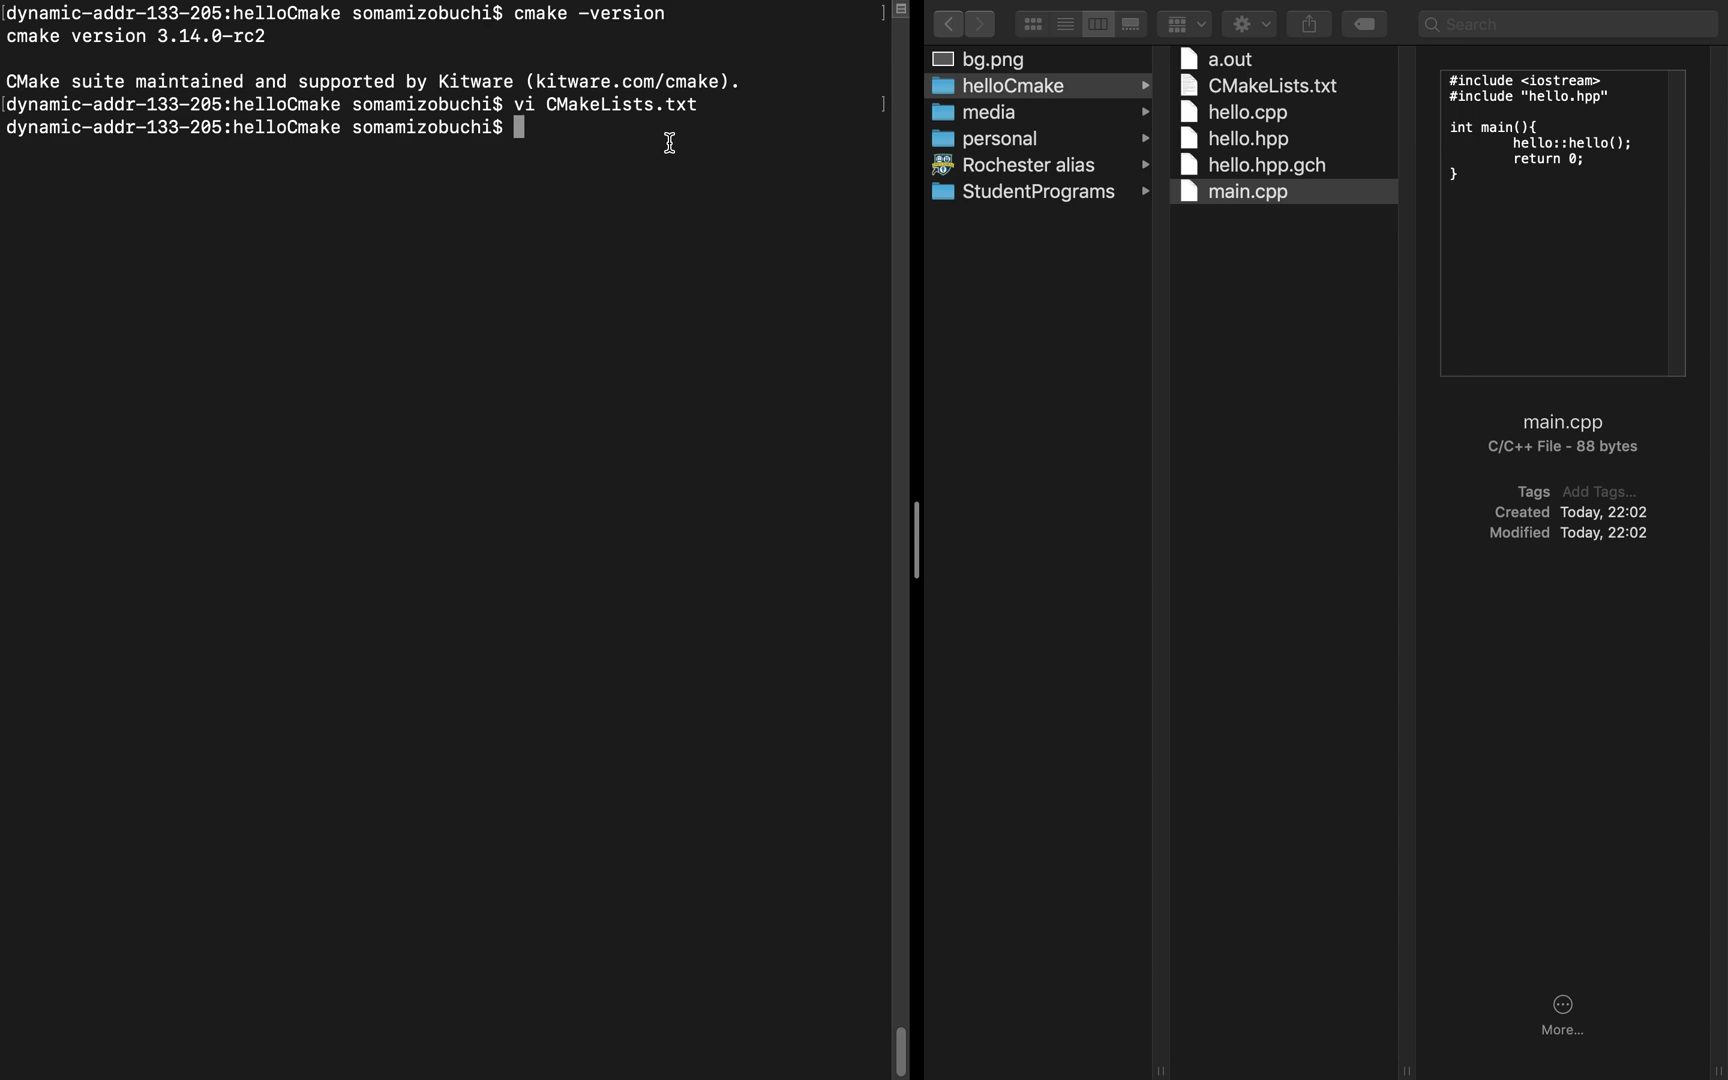 [dynamic-addr-133-205:helloCmake somamizobuchi$ cmake -version ]
cmake version 3.14.0-rc2
CMake suite maintained and supported by Kitware (kitware.com/cmake).
[dynamic-addr-133-205:helloCmake somamizobuchi$ vi CMakeLists.txt ]
dynamic-addr-133-205:helloCmake somamizobuchi$
Search
bg.png
helloCmake
media
personal
Rochester alias
StudentPrograms
a.out
CMakeLists.txt
hello.cpp
hello.hpp
hello.hpp.gch
main.cpp
#include <iostream>
#include "hello.hpp"
int main(){
hello::hello();
return 0;
}
main.cpp
C/C++ File - 88 bytes
Tags Add Tags...
Created Today, 22:02
Modified Today, 22:02
More...